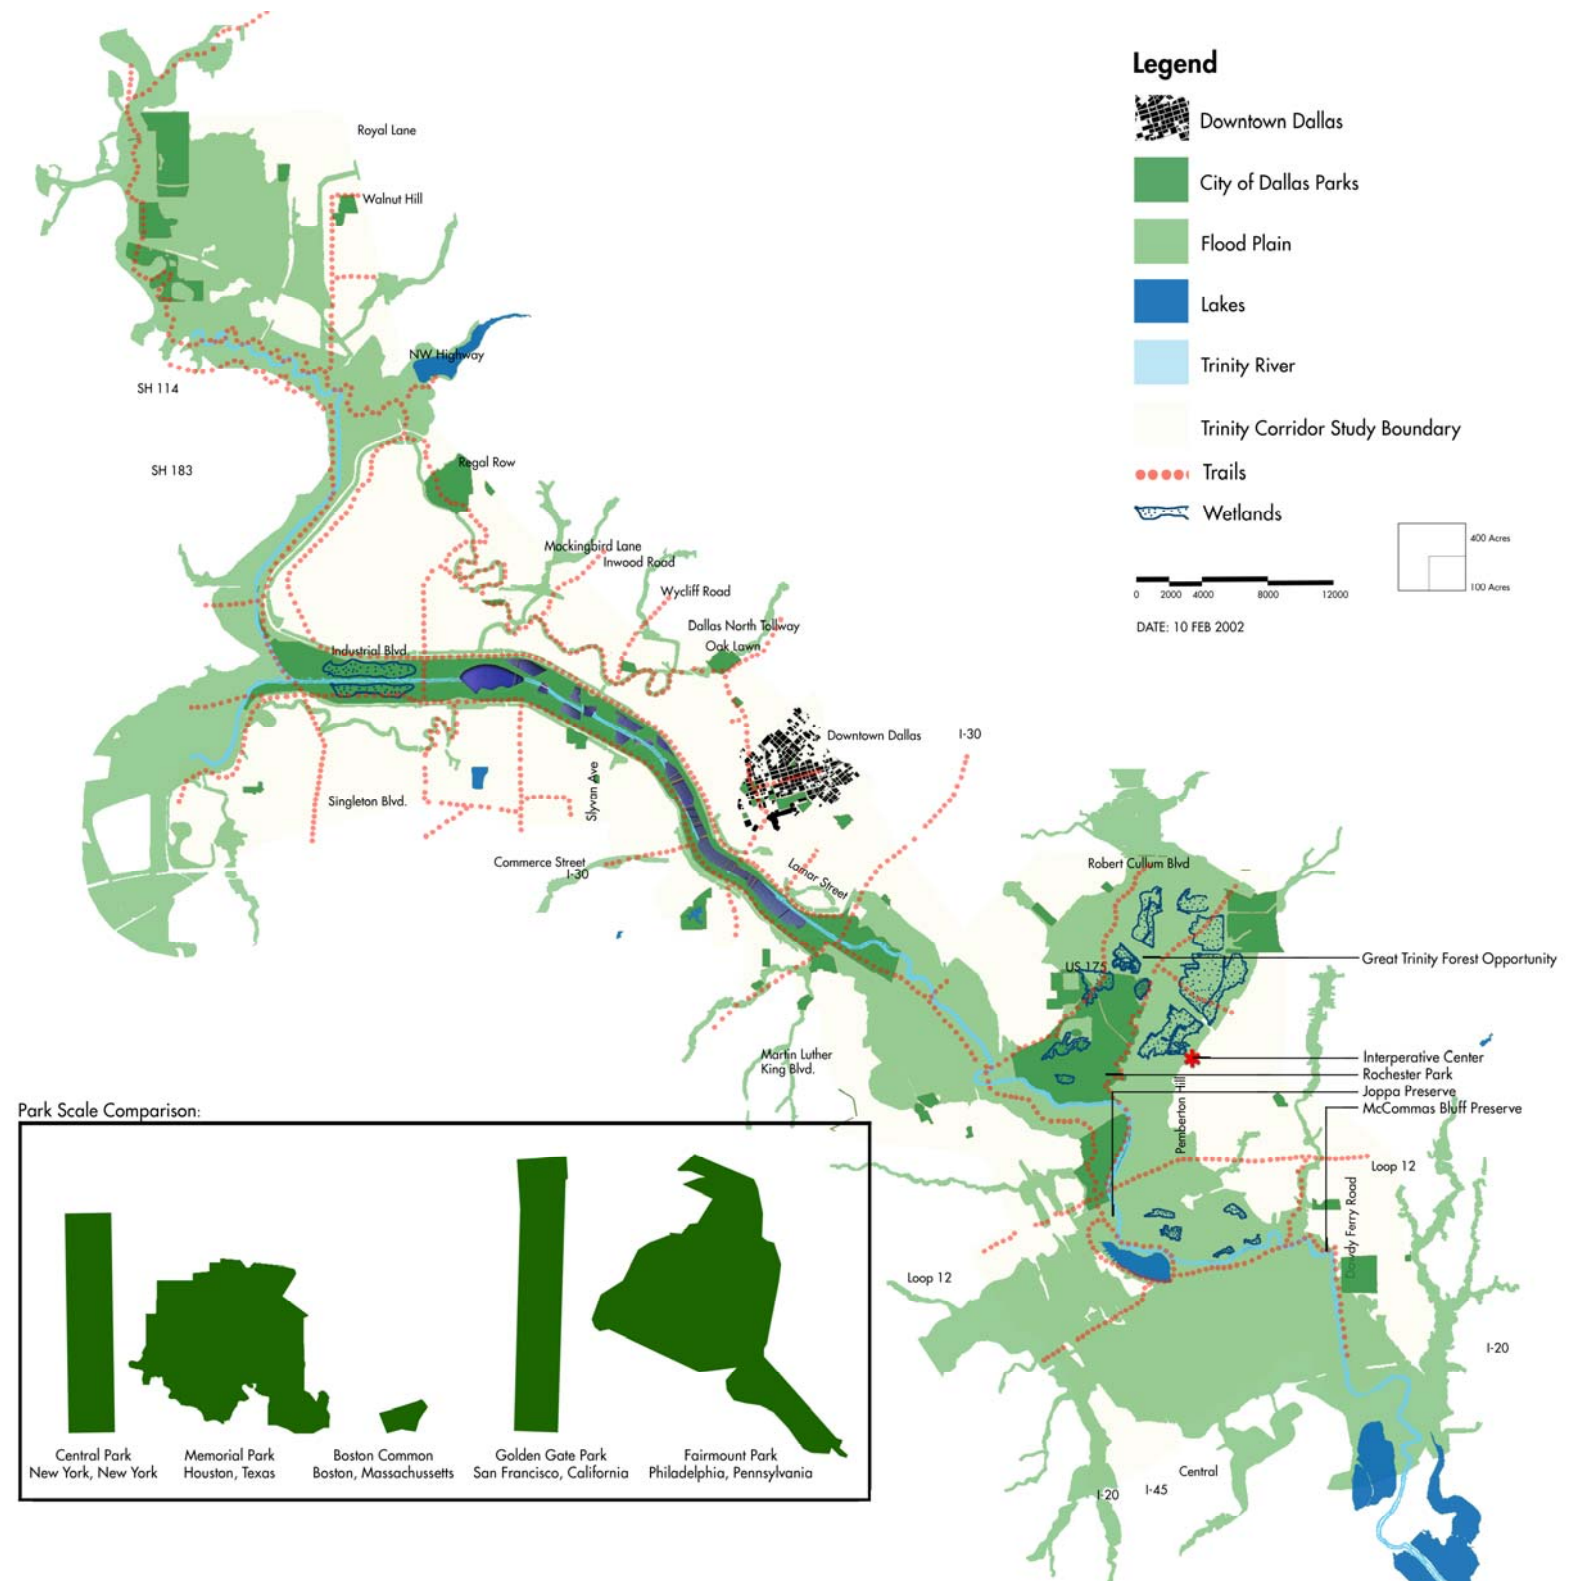 Legend
Downtown Dallas
City of Dallas Parks
Flood Plain
Lakes
Trinity River
Trinity Corridor Study Boundary
Trails
Wetlands
400 Acres
100 Acres
0 2000 4000 8000 12000
DATE: 10 FEB 2002
Royal Lane
Walnut Hill
NW Highway
SH 114
SH 183
Regal Row
Mockingbird Lane
Inwood Road
Wycliff Road
Dallas North Tollway
Oak Lawn
Industrial Blvd.
Downtown Dallas
I-30
Singleton Blvd.
Slyvan Ave
Commerce Street
I-30
Lamar Street
Robert Cullum Blvd
US 175
Great Trinity Forest Opportunity
Martin Luther
King Blvd.
Interperative Center
Rochester Park
Joppa Preserve
McCommas Bluff Preserve
Pemberton Hill
Loop 12
Dowdy Ferry Road
Loop 12
I-20
Central
I-20
I-45
Park Scale Comparison:
Central Park
New York, New York
Memorial Park
Houston, Texas
Boston Common
Boston, Massachussetts
Golden Gate Park
San Francisco, California
Fairmount Park
Philadelphia, Pennsylvania